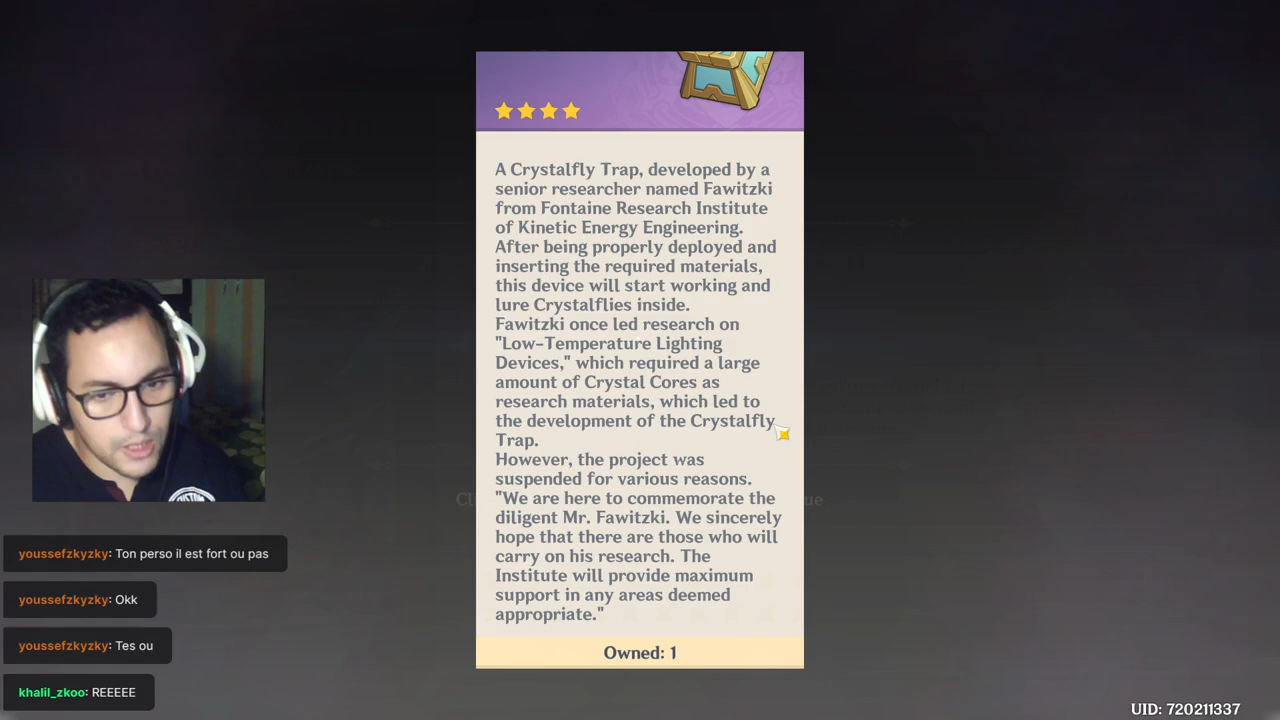 A Crystalfly Trap, developed by a
senior researcher named Fawitzki
from Fontaine Research Institute
of Kinetic Energy Engineering.
After being properly deployed and
inserting the required materials,
this device will start working and
lure Crystalflies inside.
Fawitzki once led research on
"Low-Temperature Lighting
Devices," which required a large
amount of Crystal Cores as
research materials, which led to
the development of the Crystalfly
Trap.
However, the project was
suspended for various reasons.
"We are here to commemorate the
diligent Mr. Fawitzki. We sincerely
hope that there are those who will
carry on his research. The
Institute will provide maximum
support in any areas deemed
appropriate."
Owned: 1
youssefzkyzky: Ton perso il est fort ou pas
youssefzkyzky: Okk
youssefzkyzky: Tes ou
khalil_zkoo: REEEEE
UID: 720211337